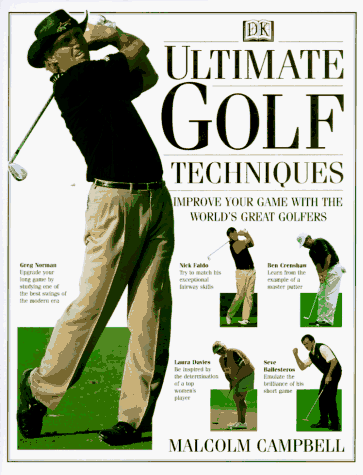 DK
ULTIMATE
GOLF
TECHNIQUES
IMPROVE YOUR GAME WITH THE
WORLD'S GREAT GOLFERS
Greg Norman
Upgrade your
long game by
studying one of
the best swings of
the modern era
Nick Faldo
Try to match his
exceptional
fairway skills
Ben Crenshaw
Learn from the
example of a
master putter
Laura Davies
Be inspired by
the determination
of a top
women's
player
Seve
Ballesteros
Emulate the
brilliance of his
short game
MALCOLM CAMPBELL